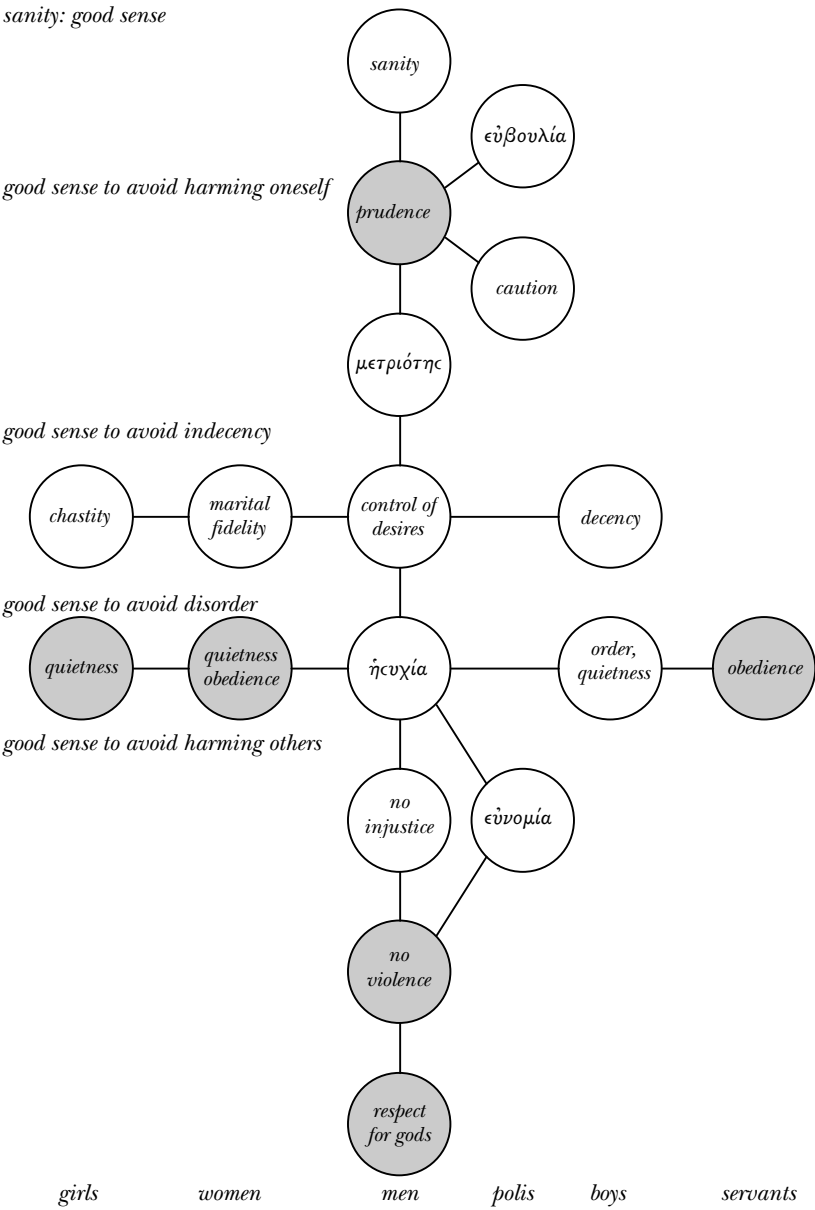 sanity: good sense
sanity
εὐβουλία
good sense to avoid harming oneself
prudence
caution
μετριότης
good sense to avoid indecency
chastity
marital
fidelity
control of
desires
decency
good sense to avoid disorder
quietness
quietness
obedience
ἡϲυχία
order,
quietness
obedience
good sense to avoid harming others
no
injustice
εὐνομία
no
violence
respect
for gods
girls women men polis boys servants